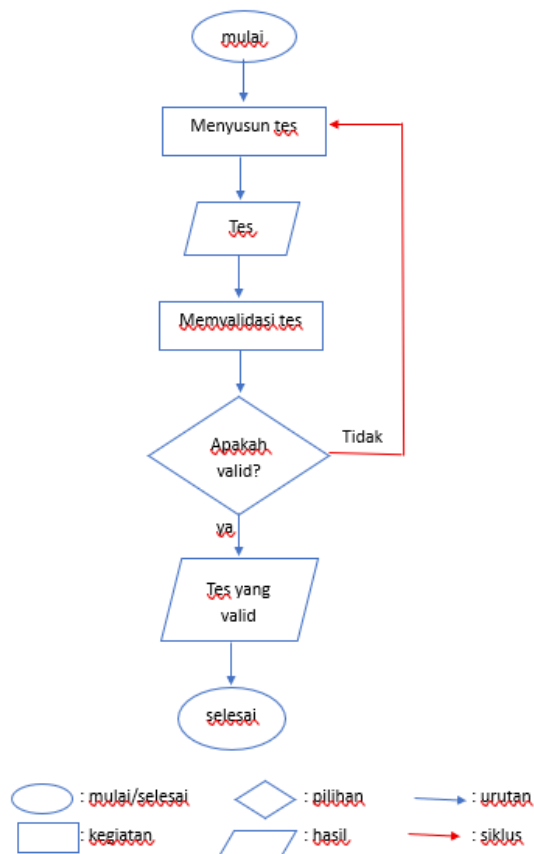 mulai
Menyusun tes
Tes
Memvalidasi tes
Apakah
valid?
Tidak
ya
Tes yang
valid
selesai
: mulai/selesai
: pilihan
: urutan
: kegiatan
: hasil
: siklus